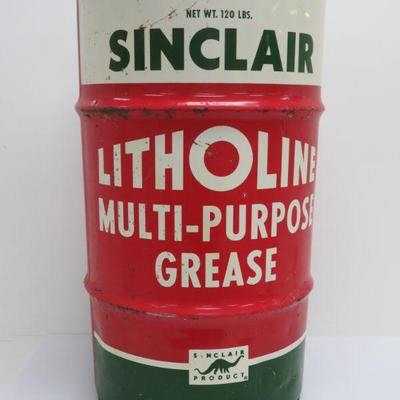 NET WT. 120 LBS.
SINCLAIR
LITHOLINE
MULTI-PURPOSE
GREASE
SINCLAIR
PRODUCT